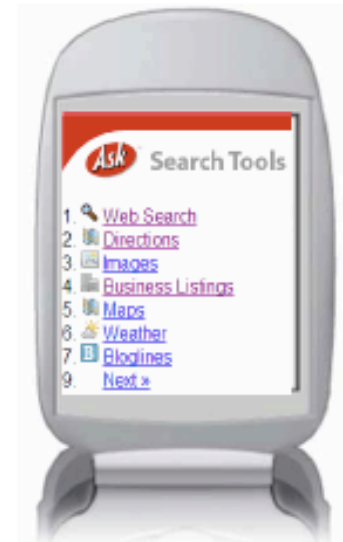 Ask Search Tools
1. Web Search
2. Directions
3. Images
4. Business Listings
5. Maps
6. Weather
7. B Bloglines
9. Next »